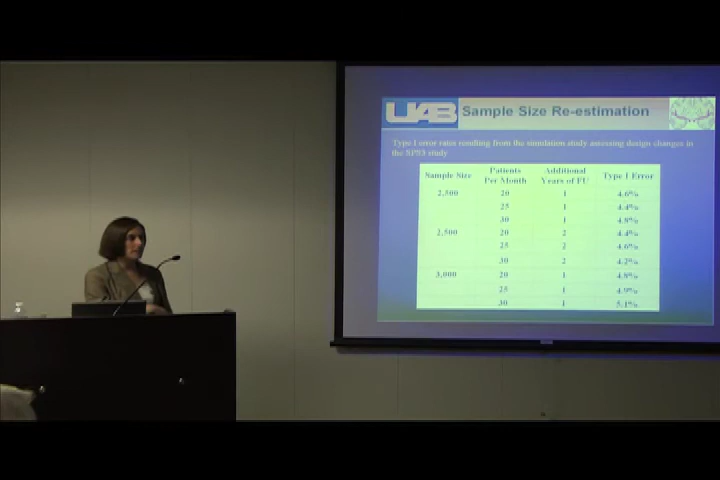 UAB Sample Size Re-estimation
Type I error rates resulting from the simulation study assessing design changes in
the SPS3 study
Sample Size Patients Per Month Additional Years of FU Type I Error
2,500 20 1 4.6%
25 1 4.4%
30 1 4.8%
2,500 20 2 4.4%
25 2 4.6%
30 2 4.2%
3,000 20 1 4.8%
25 1 4.9%
30 1 5.1%